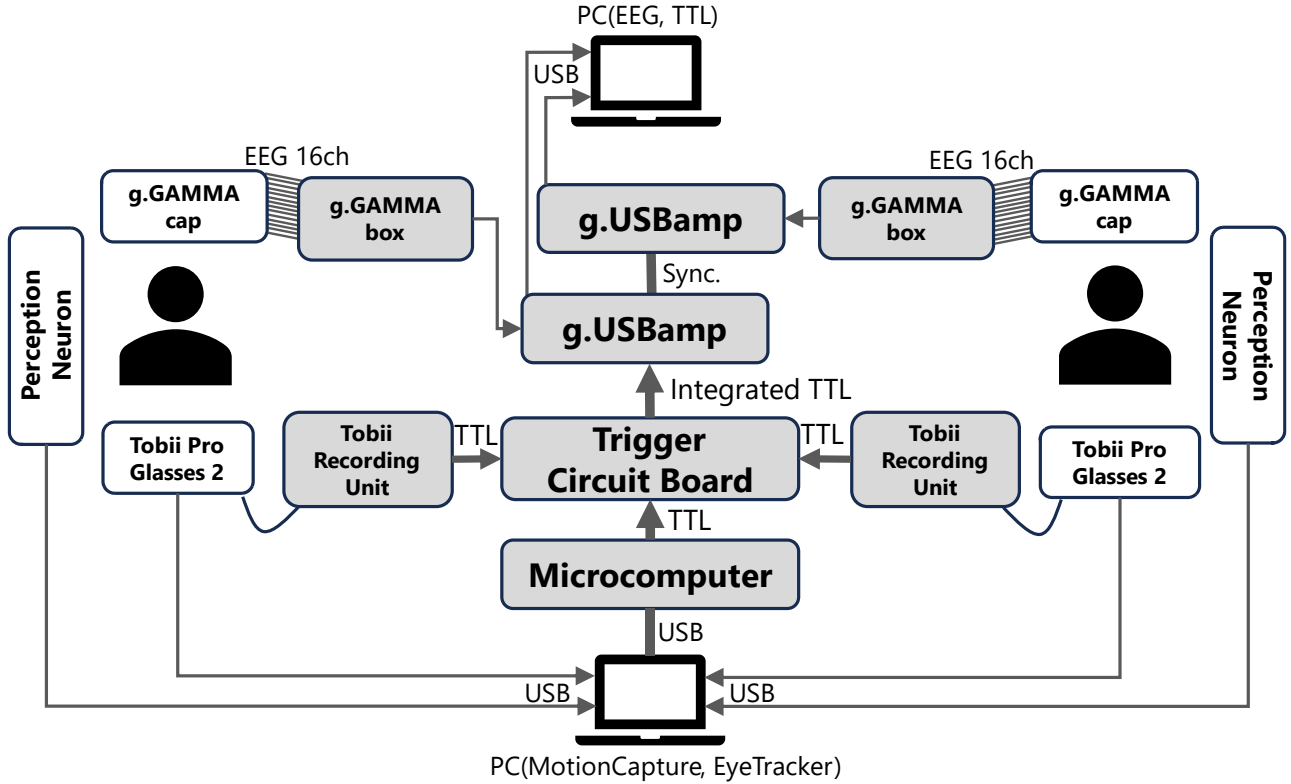 PC(EEG, TTL)
USB
EEG 16ch
EEG 16ch
g.GAMMA
cap
g.GAMMA
box
g.USBamp
g.GAMMA
box
g.GAMMA
cap
Perception
Neuron
Sync.
Perception
Neuron
g.USBamp
Integrated TTL
Tobii Pro
Glasses 2
Tobii
Recording
Unit
TTL
Trigger
Circuit Board
TTL
Tobii
Recording
Unit
Tobii Pro
Glasses 2
TTL
Microcomputer
USB
USB
USB
PC(MotionCapture, EyeTracker)